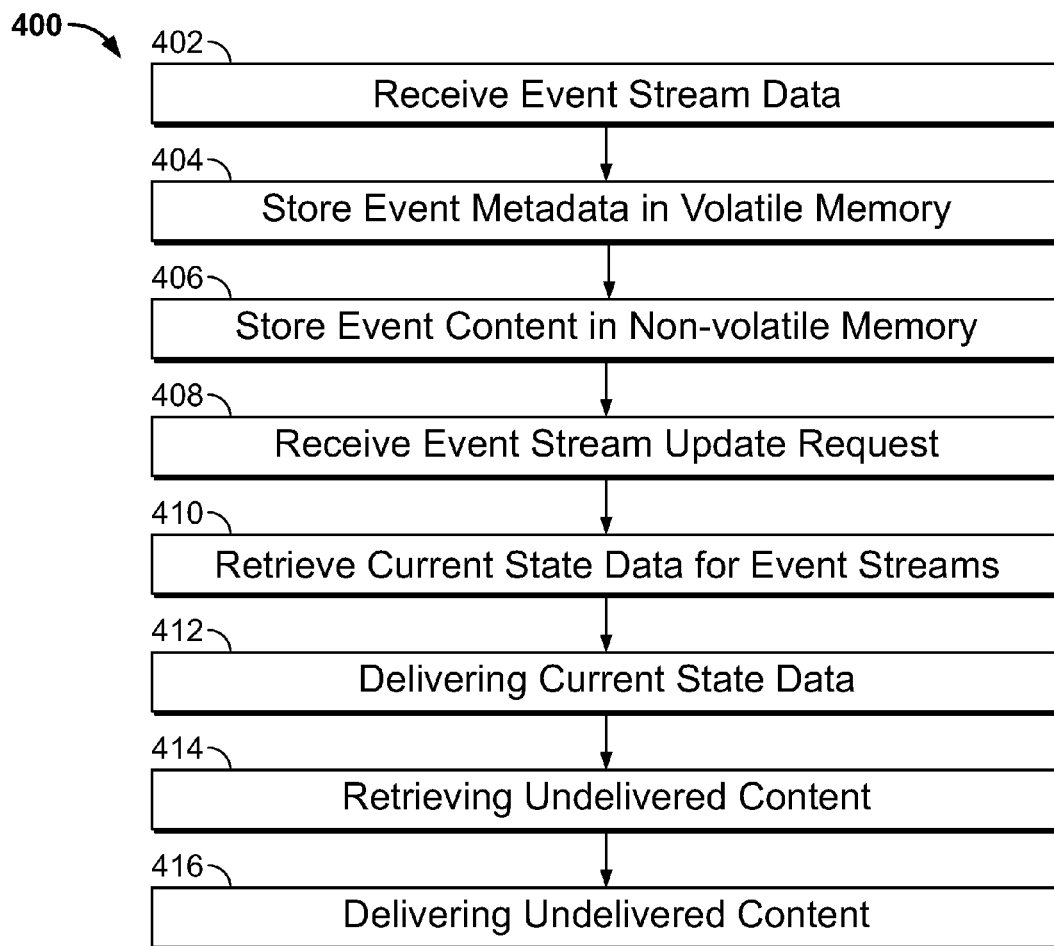 400
402
Receive Event Stream Data
404
Store Event Metadata in Volatile Memory
406
Store Event Content in Non-volatile Memory
408
Receive Event Stream Update Request
410
Retrieve Current State Data for Event Streams
412
Delivering Current State Data
414
Retrieving Undelivered Content
416
Delivering Undelivered Content